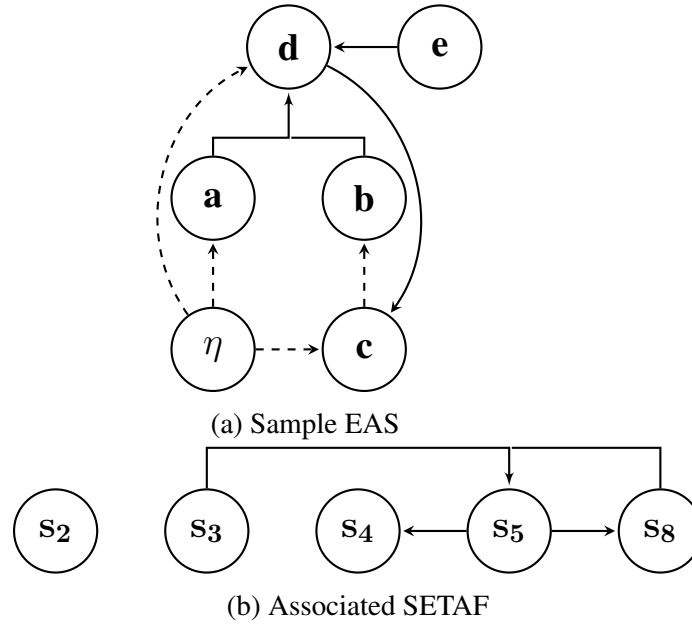 d e
a b
η c
(a) Sample EAS
s2 s3 s4 s5 s8
(b) Associated SETAF